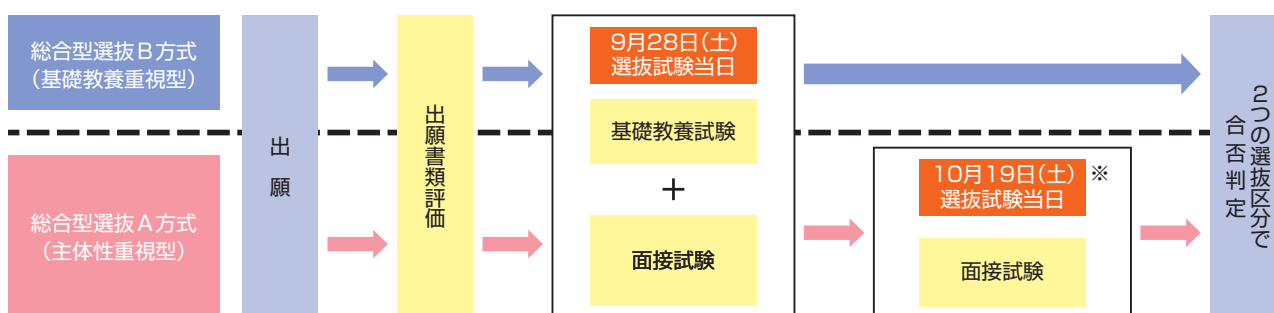 総合型選抜B方式
(基礎教養重視型)
総合型選抜A方式
(主体性重視型)
出願
出願書類評価
9月28日(土)
選抜試験当日
基礎教養試験
+
面接試験
10月19日(土)
※
選抜試験当日
面接試験
2つの選抜区分で
合否判定